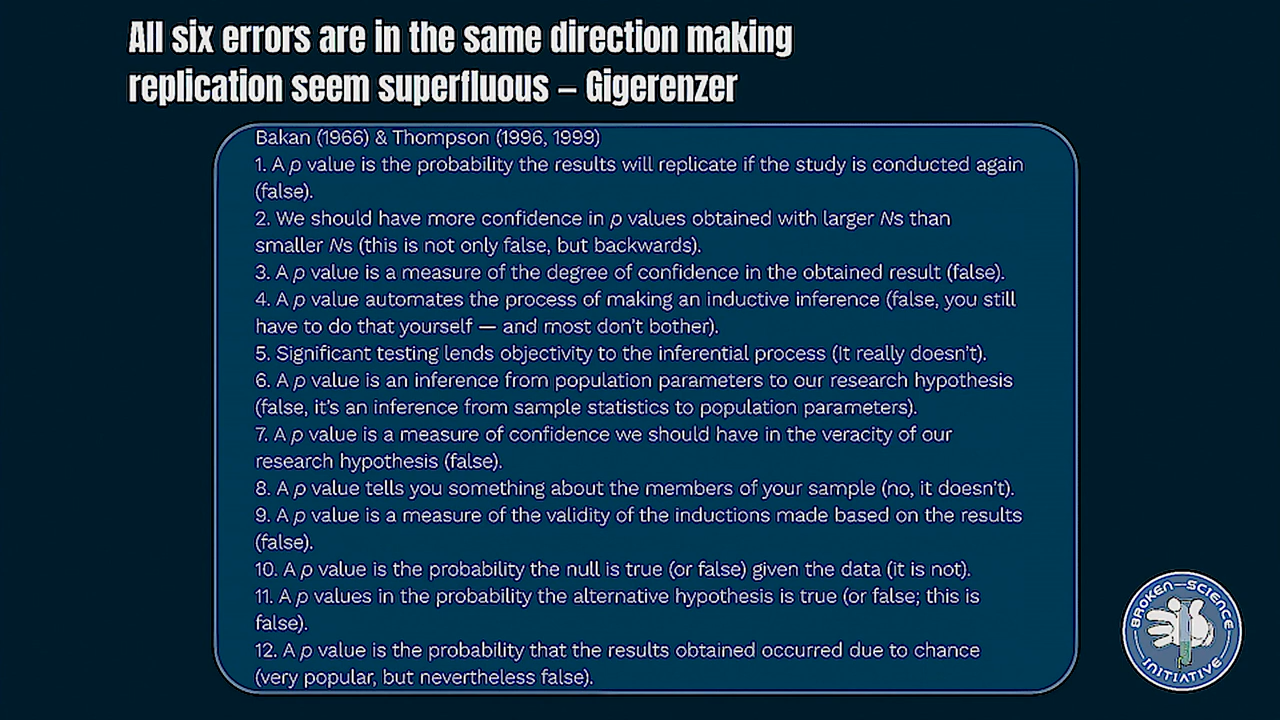 All six errors are in the same direction making
replication seem superfluous – Gigerenzer
Bakan (1966) & Thompson (1996, 1999)
1. A p value is the probability the results will replicate if the study is conducted again
(false).
2. We should have more confidence in p values obtained with larger Ns than
smaller Ns (this is not only false, but backwards).
3. A p value is a measure of the degree of confidence in the obtained result (false).
4. A p value automates the process of making an inductive inference (false, you still
have to do that yourself — and most don't bother).
5. Significant testing lends objectivity to the inferential process (it really doesn't).
6. A p value is an inference from population parameters to our research hypothesis
(false, it's an inference from sample statistics to population parameters).
7. A p value is a measure of confidence we should have in the veracity of our
research hypothesis (false).
8. A p value tells you something about the members of your sample (no, it doesn't).
9. A p value is a measure of the validity of the inductions made based on the results
(false).
10. A p value is the probability the null is true (or false) given the data (it is not).
11. A p values in the probability the alternative hypothesis is true (or false; this is
false).
12. A p value is the probability that the results obtained occurred due to chance
(very popular, but nevertheless false).
BROKEN–SCIENCE
INITIATIVE